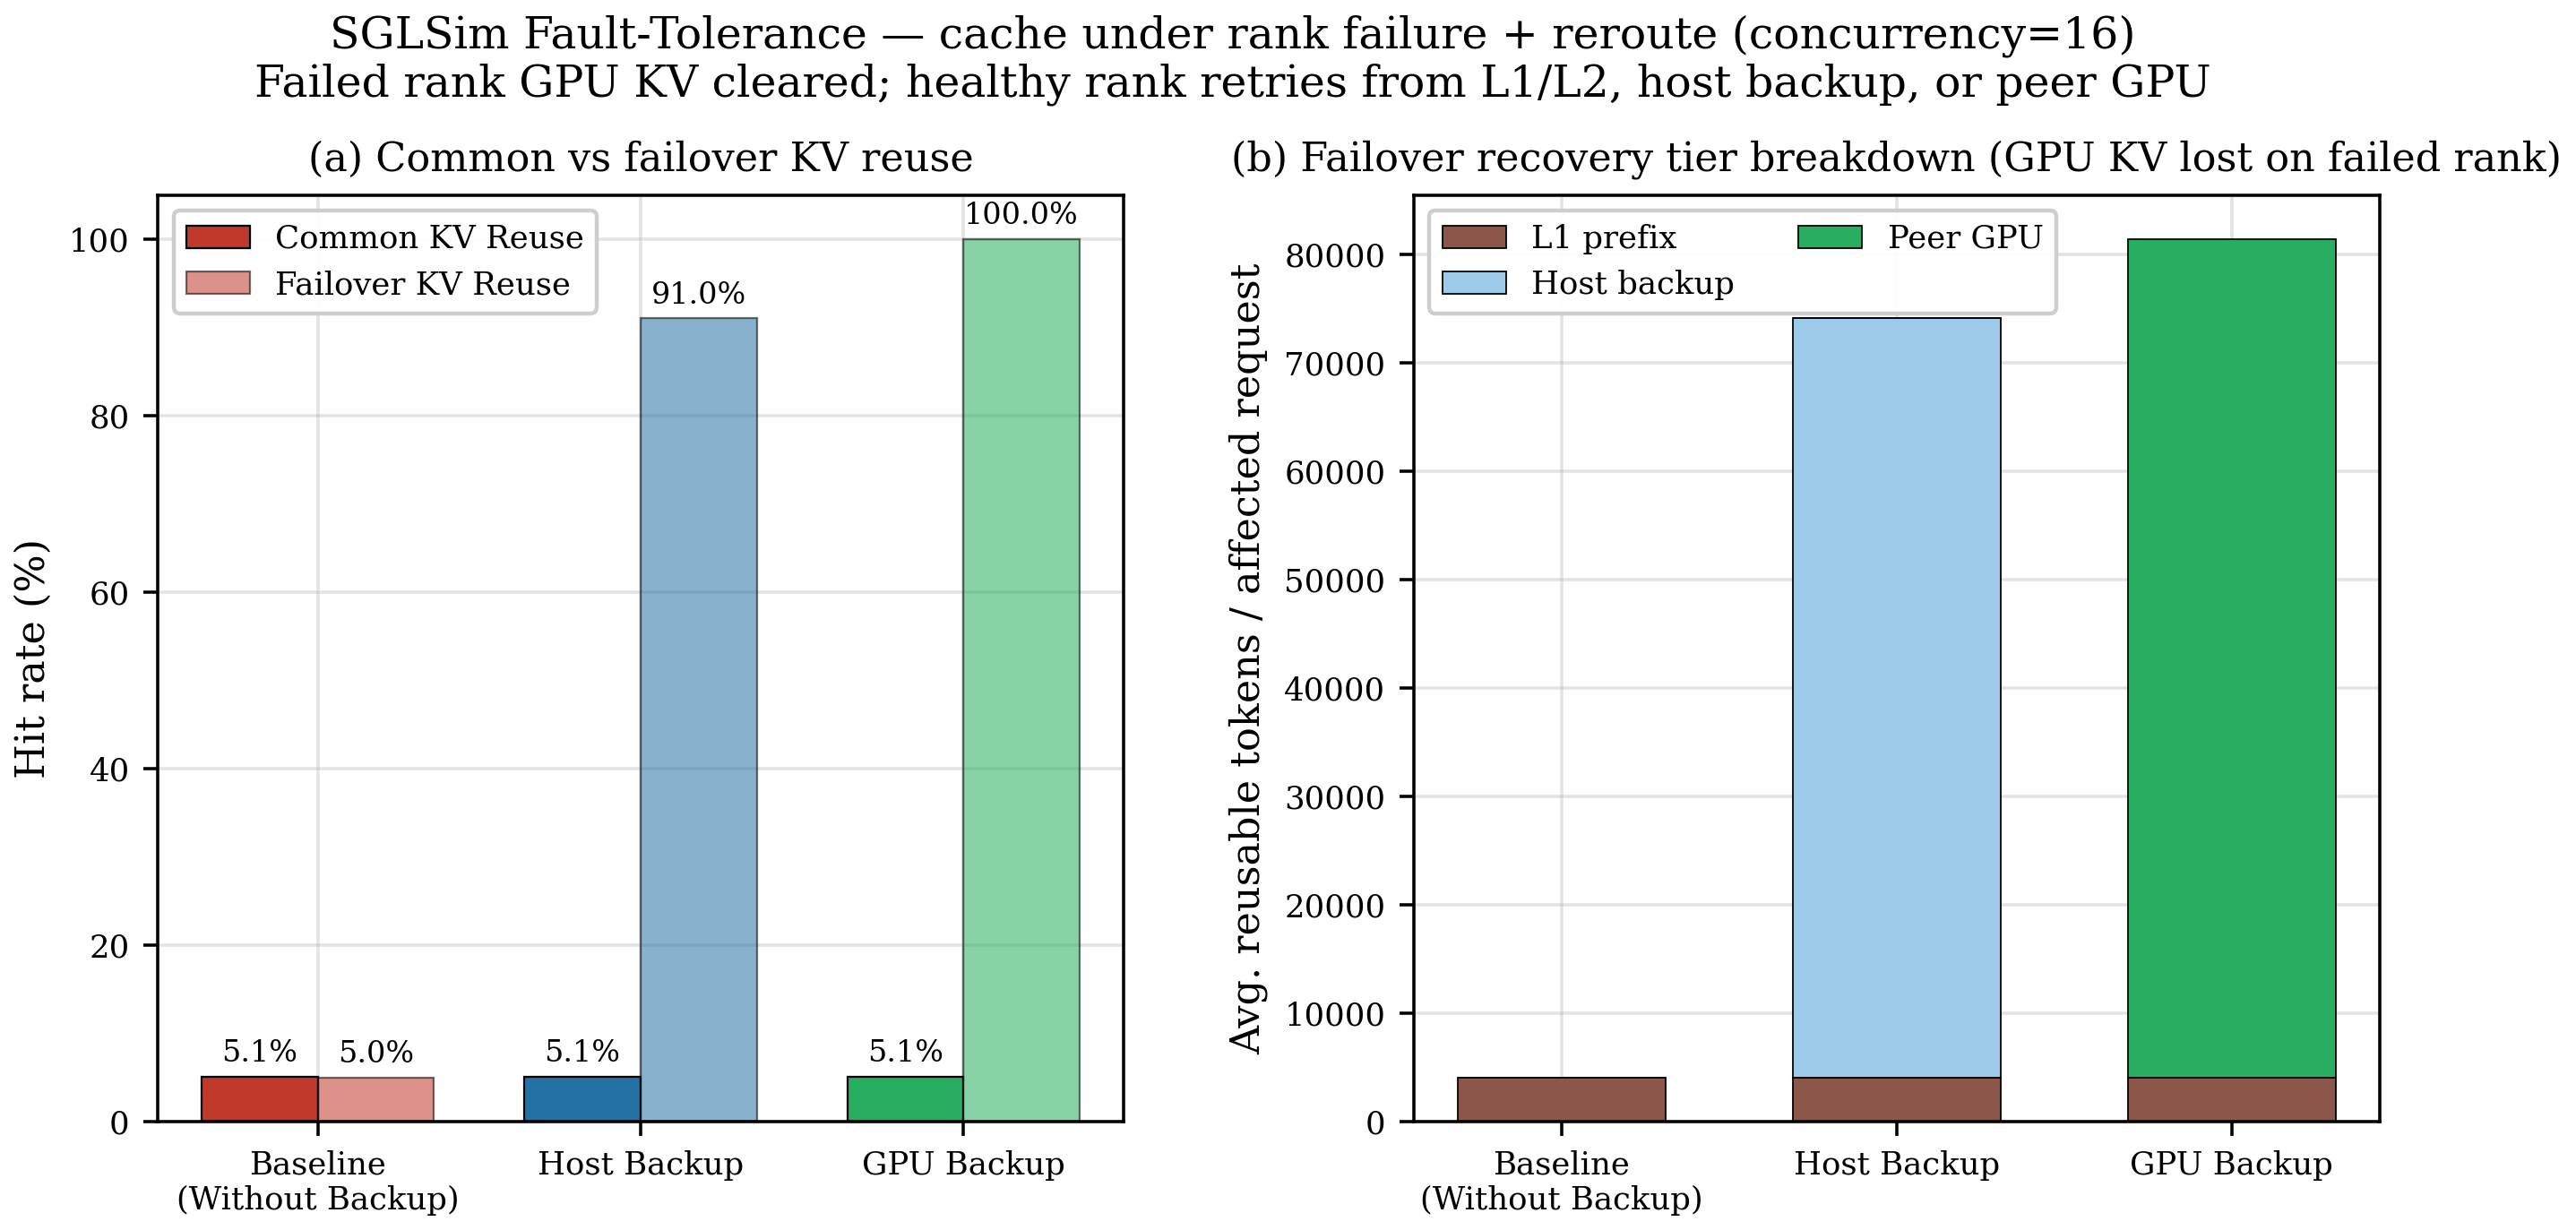 SGLSim Fault-Tolerance — cache under rank failure + reroute (concurrency=16)
Failed rank GPU KV cleared; healthy rank retries from L1/L2, host backup, or peer GPU
(a) Common vs failover KV reuse
Common KV Reuse
Failover KV Reuse
Hit rate (%)
100
80
60
40
20
0
5.1%
5.0%
5.1%
91.0%
5.1%
100.0%
Baseline
(Without Backup)
Host Backup
GPU Backup
(b) Failover recovery tier breakdown (GPU KV lost on failed rank)
L1 prefix
Host backup
Peer GPU
Avg. reusable tokens / affected request
80000
70000
60000
50000
40000
30000
20000
10000
0
Baseline
(Without Backup)
Host Backup
GPU Backup